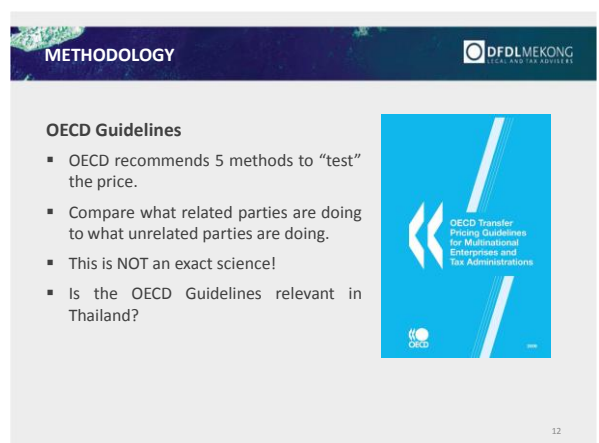 METHODOLOGY
DFDLMEKONG
LEGAL AND TAX ADVISERS
OECD Guidelines
▪ OECD recommends 5 methods to “test”
the price.
▪ Compare what related parties are doing
to what unrelated parties are doing.
▪ This is NOT an exact science!
▪ Is the OECD Guidelines relevant in
Thailand?
OECD Transfer
Pricing Guidelines
for Multinational
Enterprises and
Tax Administrations
OECD
12